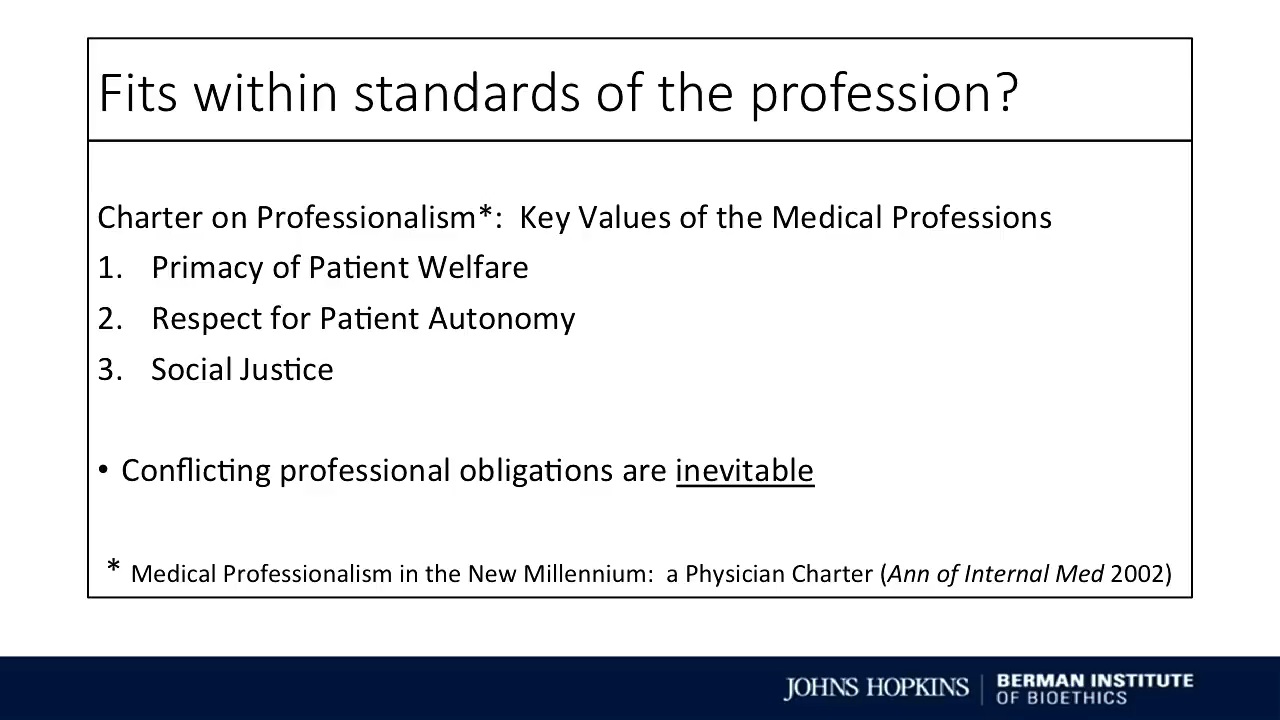 Fits within standards of the profession?
Charter on Professionalism*: Key Values of the Medical Professions
1. Primacy of Patient Welfare
2. Respect for Patient Autonomy
3. Social Justice
• Conflicting professional obligations are inevitable
* Medical Professionalism in the New Millennium: a Physician Charter (Ann of Internal Med 2002)
JOHNS HOPKINS
BERMAN INSTITUTE
OF BIOETHICS